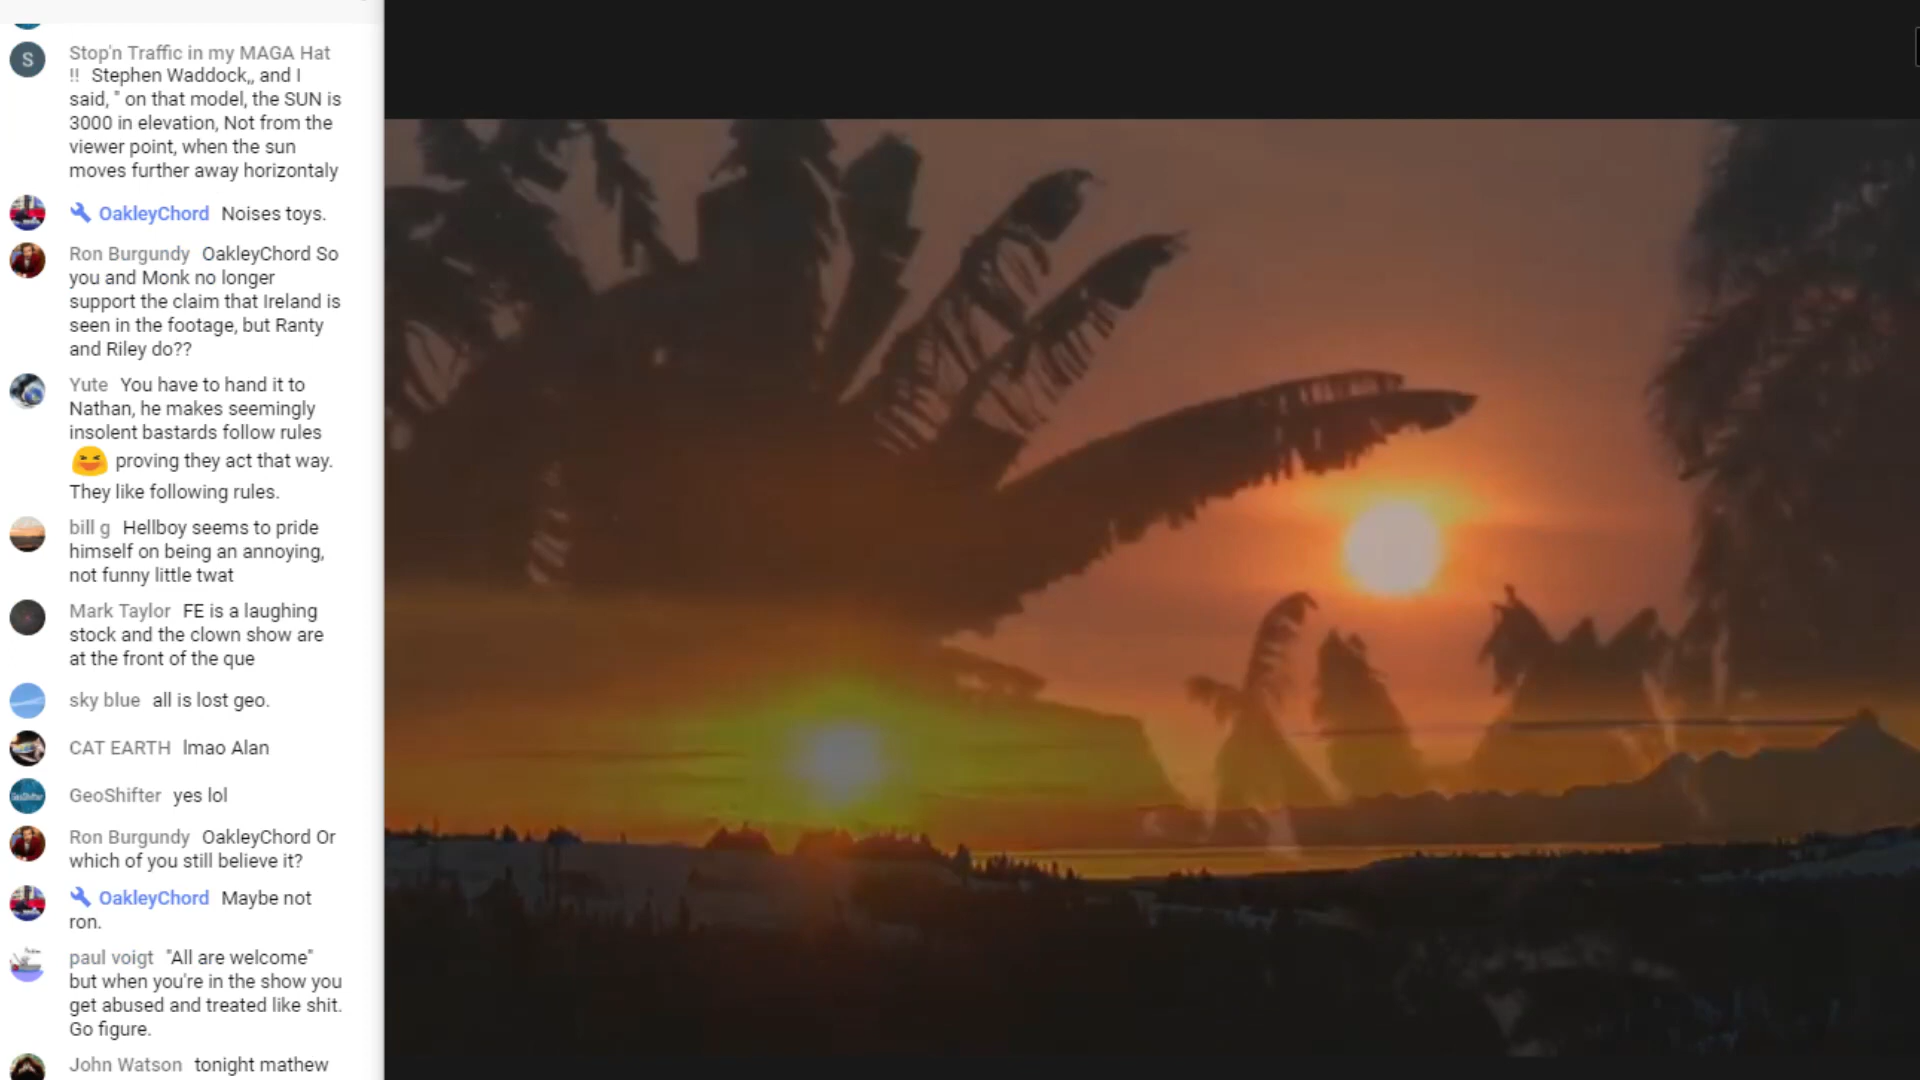 Stop'n Traffic in my MAGA Hat
!! Stephen Waddock,, and I
said, " on that model, the SUN is
3000 in elevation, Not from the
viewer point, when the sun
moves further away horizontaly
OakleyChord Noises toys.
Ron Burgundy OakleyChord So
you and Monk no longer
support the claim that Ireland is
seen in the footage, but Ranty
and Riley do??
Yute You have to hand it to
Nathan, he makes seemingly
insolent bastards follow rules
proving they act that way.
They like following rules.
bill g Hellboy seems to pride
himself on being an annoying,
not funny little twat
Mark Taylor FE is a laughing
stock and the clown show are
at the front of the que
sky blue all is lost geo.
CAT EARTH lmao Alan
GeoShifter yes lol
Ron Burgundy OakleyChord Or
which of you still believe it?
OakleyChord Maybe not
ron.
paul voigt "All are welcome"
but when you're in the show you
get abused and treated like shit.
Go figure.
John Watson tonight mathew
S